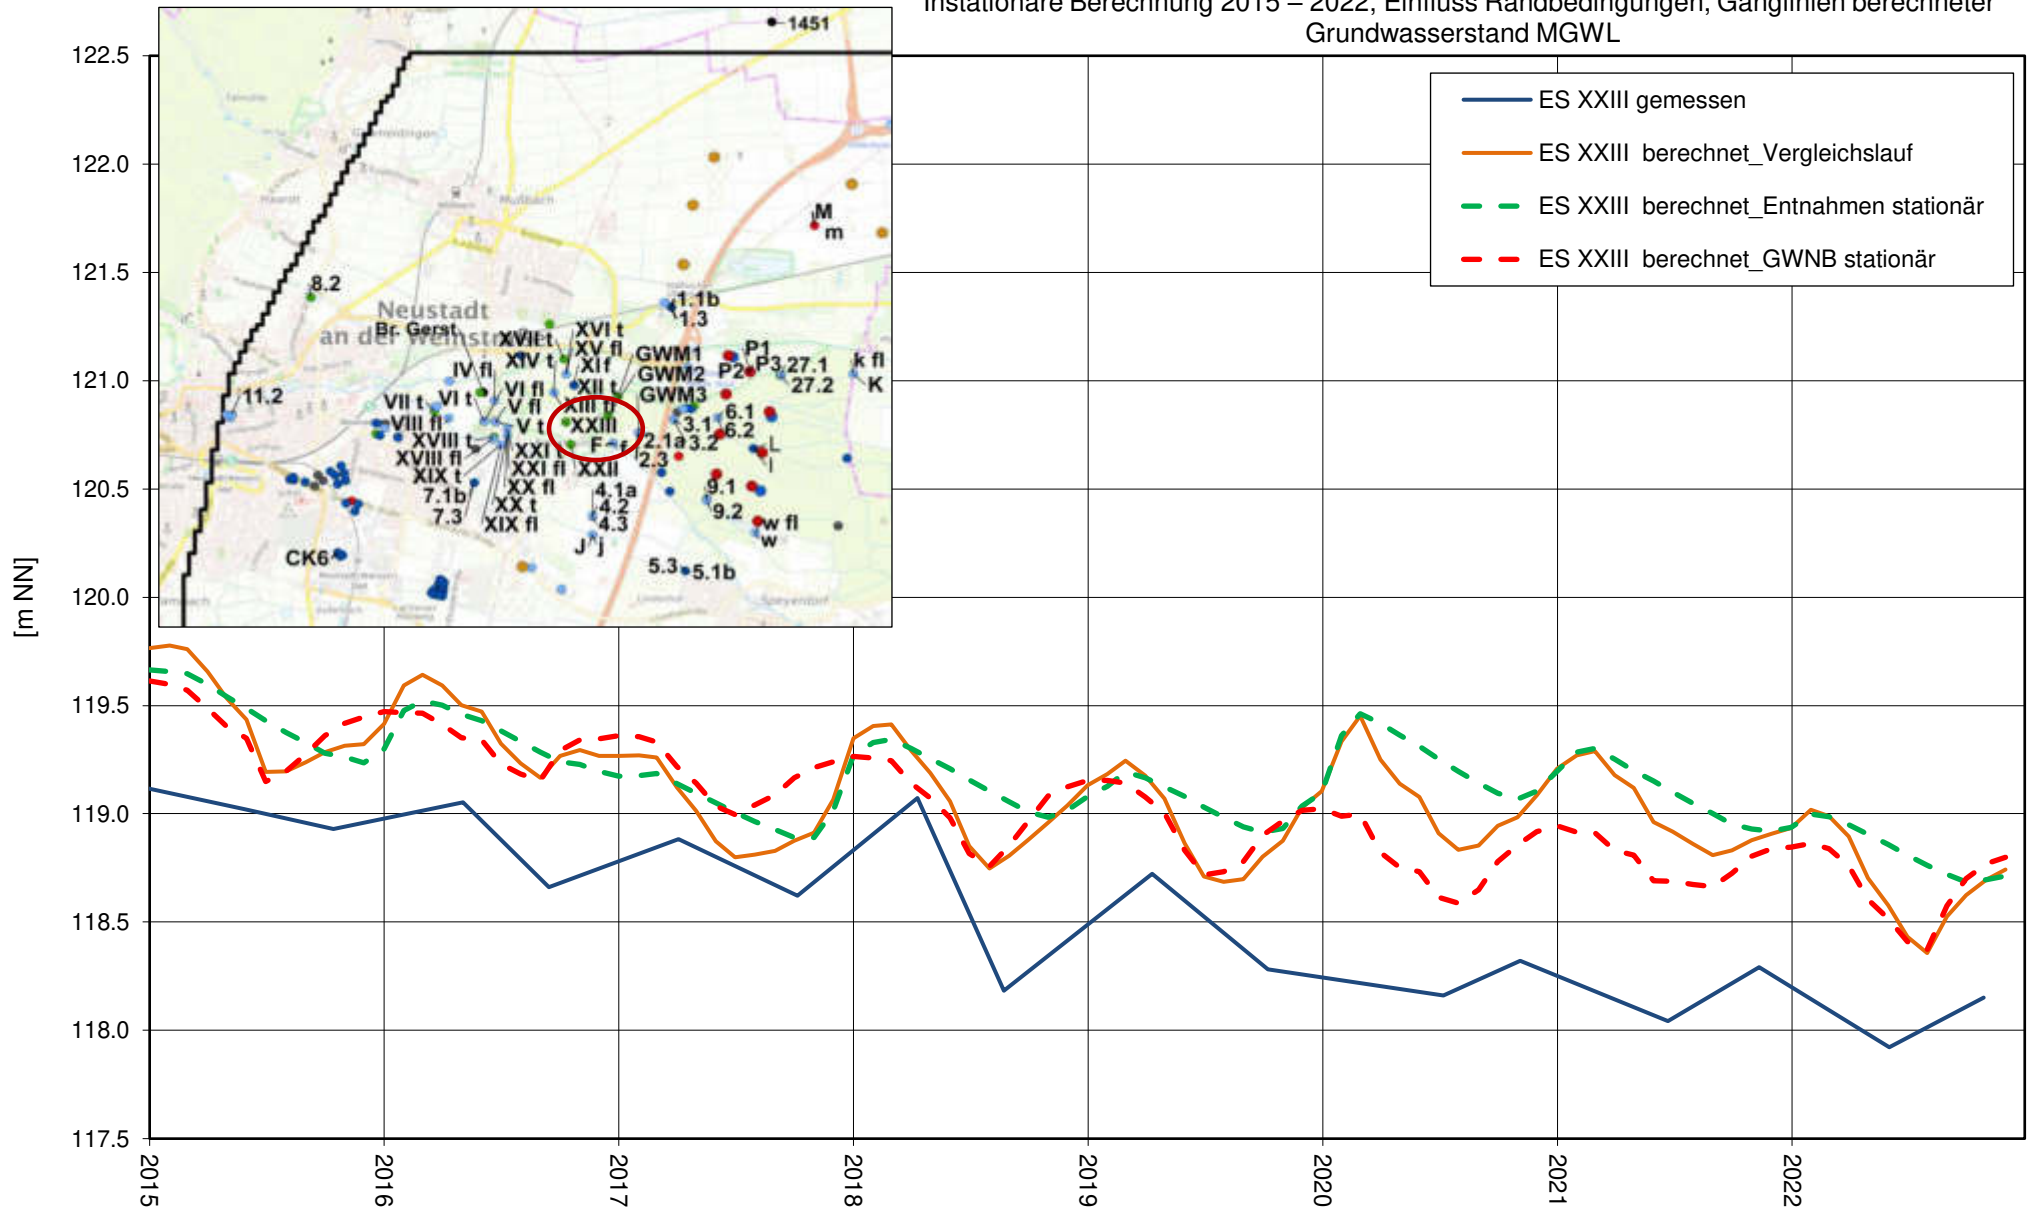 Instationäre Berechnung 2015 – 2022, Einfluss Randbedingungen, Ganglinien berechneter
Grundwasserstand MGWL
ES XXIII gemessen
ES XXIII berechnet_Vergleichslauf
ES XXIII berechnet_Entnahmen stationär
ES XXIII berechnet_GWNB stationär
[m NN]
122.5
122.0
121.5
121.0
120.5
120.0
119.5
119.0
118.5
118.0
117.5
2015
2016
2017
2018
2019
2020
2021
2022
1451
M
m
8.2
Neustadt
an der Weinstraße
Mußbach
Haardt
Br. Gerst
11.2
1.1b
1.3
XVI t
XVII t
XV fl
XIV t
XI f
XII t
XIII fl
GWM1
GWM2
GWM3
IV fl
VI fl
VI t
V fl
V t
VII t
VIII fl
XVIII t
XVIII fl
XIX t
XXIII
F
f
XXI t
XXI fl
XXII
XX fl
XX t
XIX fl
7.1b
7.3
P1
P2
P3
27.1
27.2
k fl
K
6.1
6.2
3.1
3.2
2.1a
2.3
L
l
9.1
9.2
4.1a
4.2
4.3
J
j
w fl
w
5.3
5.1b
CK6
Speyerdorf